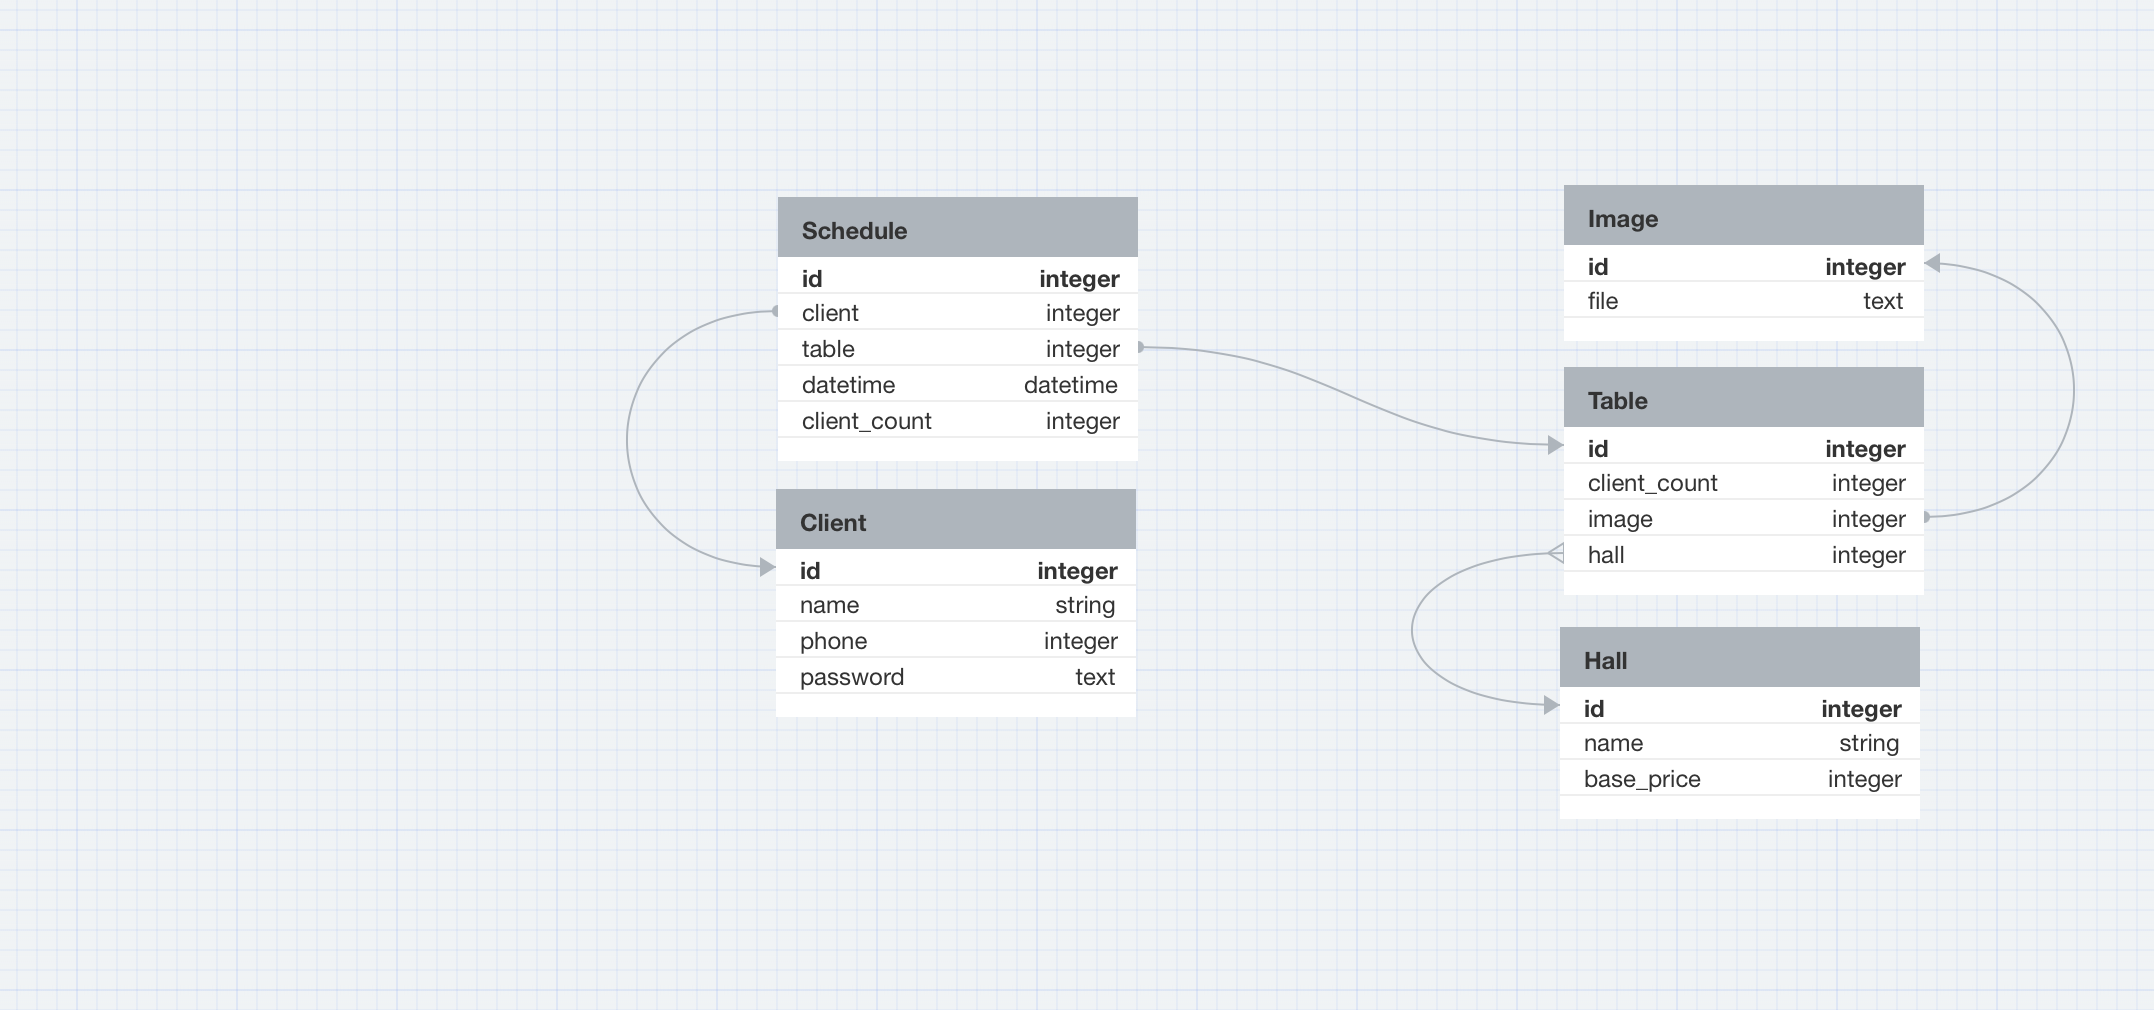 Schedule
id integer
client integer
table integer
datetime datetime
client_count integer
Client
id integer
name string
phone integer
password text
Image
id integer
file text
Table
id integer
client_count integer
image integer
hall integer
Hall
id integer
name string
base_price integer